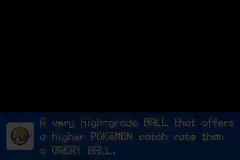 A very high-grade BALL that offers
a higher POKéMON catch rate than
a GREAT BALL.